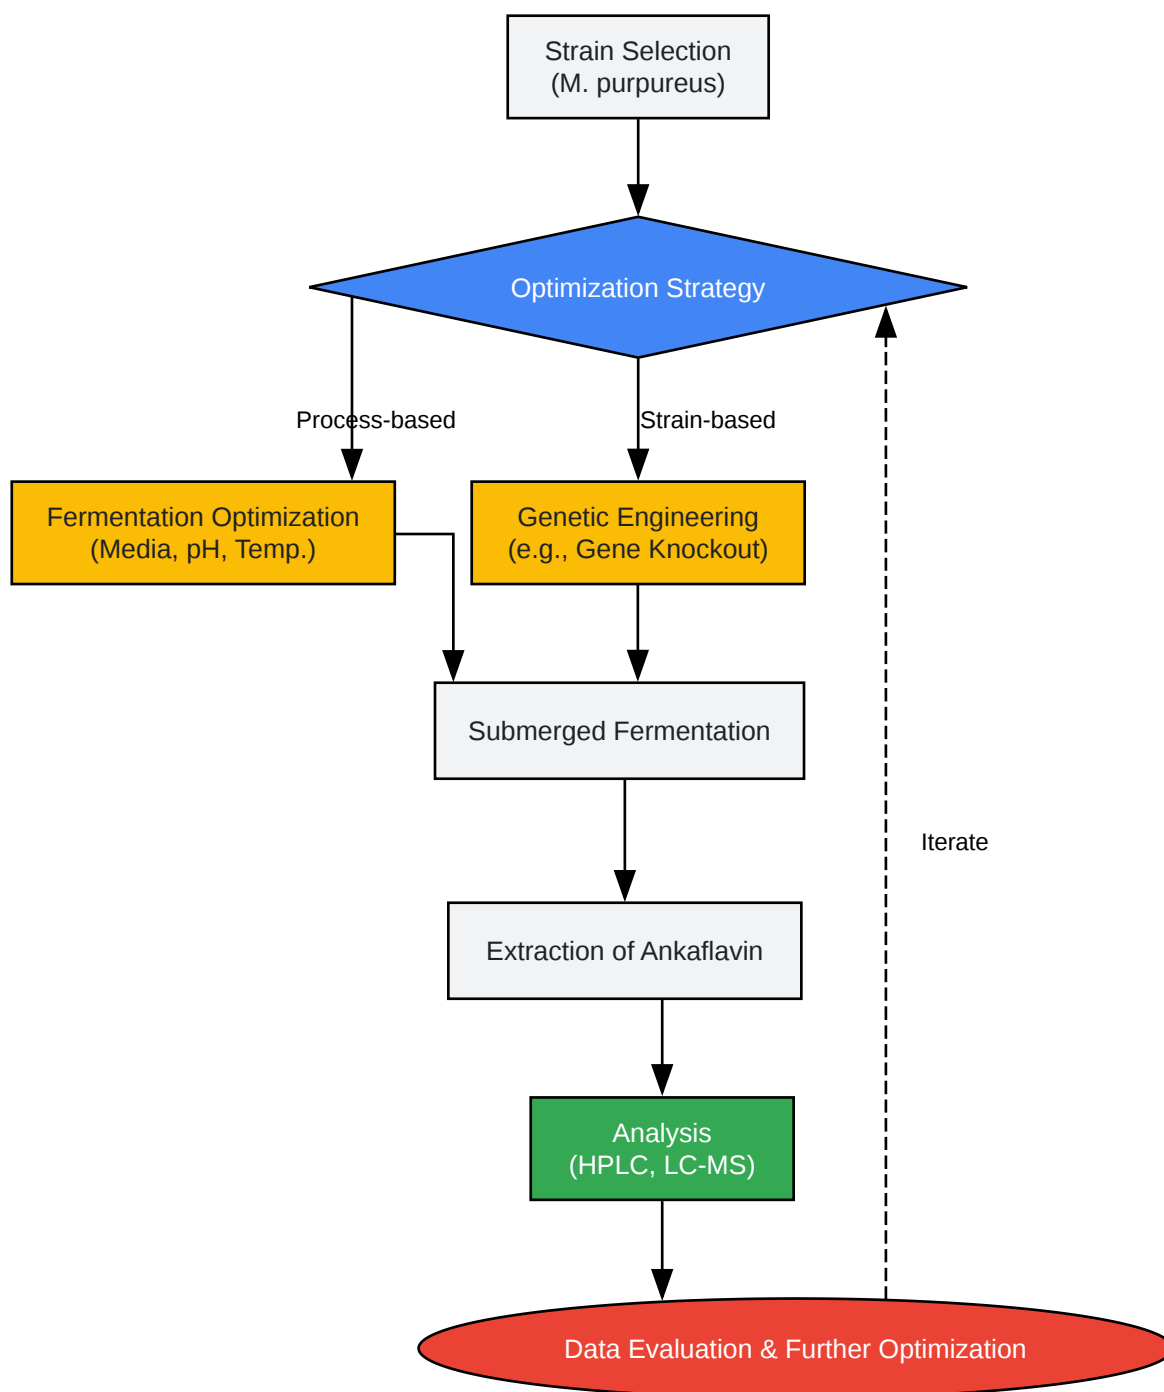 Strain Selection
(M. purpureus)
Optimization Strategy
Process-based
Strain-based
Fermentation Optimization
(Media, pH, Temp.)
Genetic Engineering
(e.g., Gene Knockout)
Submerged Fermentation
Iterate
Extraction of Ankaflavin
Analysis
(HPLC, LC-MS)
Data Evaluation & Further Optimization